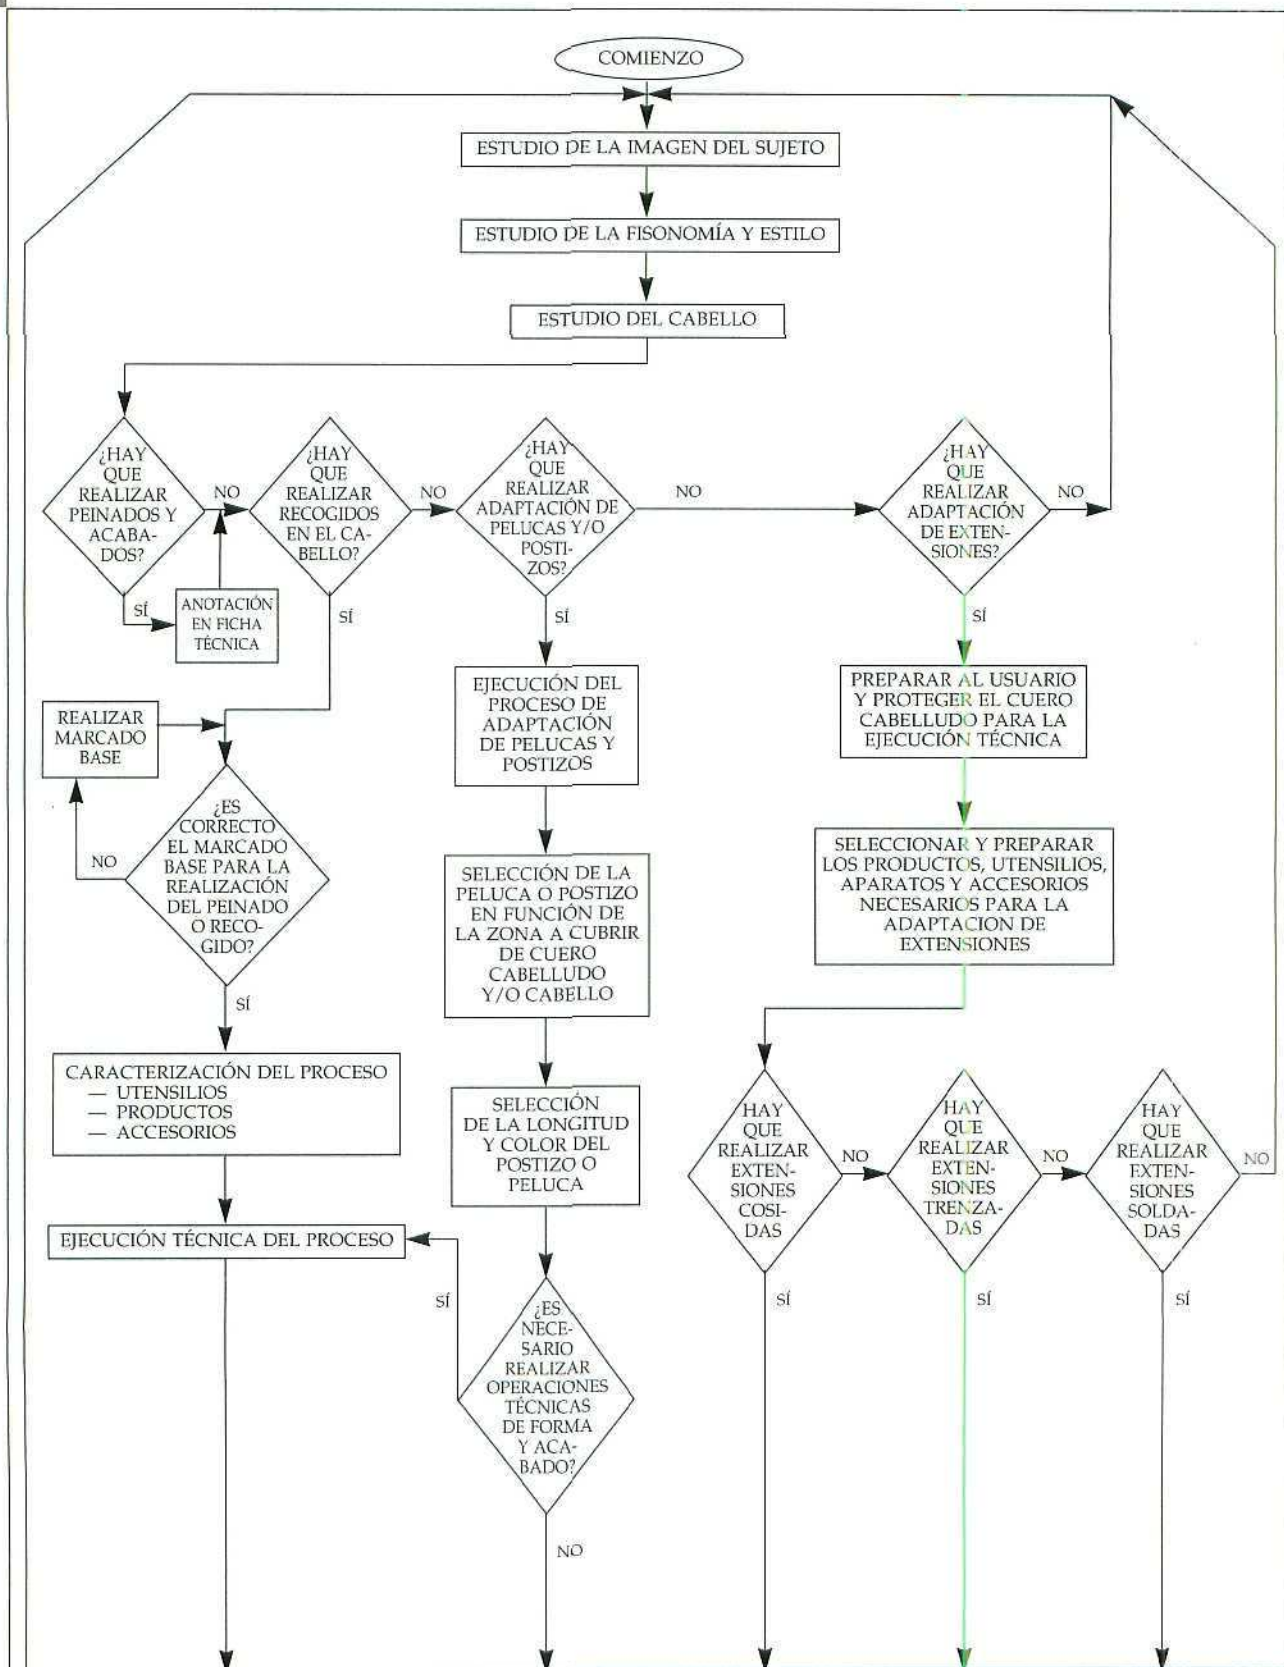 COMIENZO
ESTUDIO DE LA IMAGEN DEL SUJETO
ESTUDIO DE LA FISONOMÍA Y ESTILO
ESTUDIO DEL CABELLO
¿HAY
QUE
REALIZAR
PEINADOS Y
ACABA-
DOS?
NO
SÍ
ANOTACIÓN
EN FICHA
TÉCNICA
¿HAY
QUE
REALIZAR
RECOGIDOS
EN EL CA-
BELLO?
NO
SÍ
¿HAY
QUE
REALIZAR
ADAPTACIÓN DE
PELUCAS Y/O
POSTI-
ZOS?
NO
SÍ
¿HAY
QUE
REALIZAR
ADAPTACIÓN
DE EXTEN-
SIONES?
NO
SÍ
REALIZAR
MARCADO
BASE
¿ES
CORRECTO
EL MARCADO
BASE PARA LA
REALIZACIÓN
DEL PEINADO
O RECO-
GIDO?
NO
SÍ
CARACTERIZACIÓN DEL PROCESO
— UTENSILIOS
— PRODUCTOS
— ACCESORIOS
EJECUCIÓN TÉCNICA DEL PROCESO
EJECUCIÓN DEL
PROCESO DE
ADAPTACIÓN
DE PELUCAS Y
POSTIZOS
SELECCIÓN DE LA
PELUCA O POSTIZO
EN FUNCIÓN DE
LA ZONA A CUBRIR
DE CUERO
CABELLUDO
Y/O CABELLO
SELECCIÓN
DE LA LONGITUD
Y COLOR DEL
POSTIZO O
PELUCA
¿ES
NECE-
SARIO
REALIZAR
OPERACIONES
TÉCNICAS
DE FORMA
Y ACA-
BADO?
SÍ
NO
PREPARAR AL USUARIO
Y PROTEGER EL CUERO
CABELLUDO PARA LA
EJECUCIÓN TÉCNICA
SELECCIONAR Y PREPARAR
LOS PRODUCTOS, UTENSILIOS,
APARATOS Y ACCESORIOS
NECESARIOS PARA LA
ADAPTACION DE
EXTENSIONES
HAY
QUE
REALIZAR
EXTEN-
SIONES
COSI-
DAS
NO
SÍ
HAY
QUE
REALIZAR
EXTEN-
SIONES
TRENZA-
DAS
NO
SÍ
HAY
QUE
REALIZAR
EXTEN-
SIONES
SOLDA-
DAS
NO
SÍ